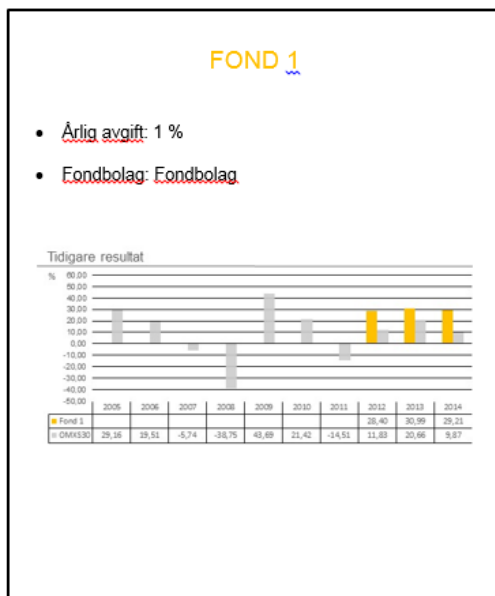 FOND 1
• Årlig avgift: 1 %
• Fondbolag: Fondbolag
Tidigare resultat
%
60,00
50,00
40,00
30,00
20,00
10,00
0,00
-10,00
-20,00
-30,00
-40,00
-50,00
2005 2006 2007 2008 2009 2010 2011 2012 2013 2014
Fond 1 28,40 30,99 29,21
OMXS30 29,16 19,51 -5,74 -38,75 43,69 21,42 -14,51 11,83 20,66 9,87